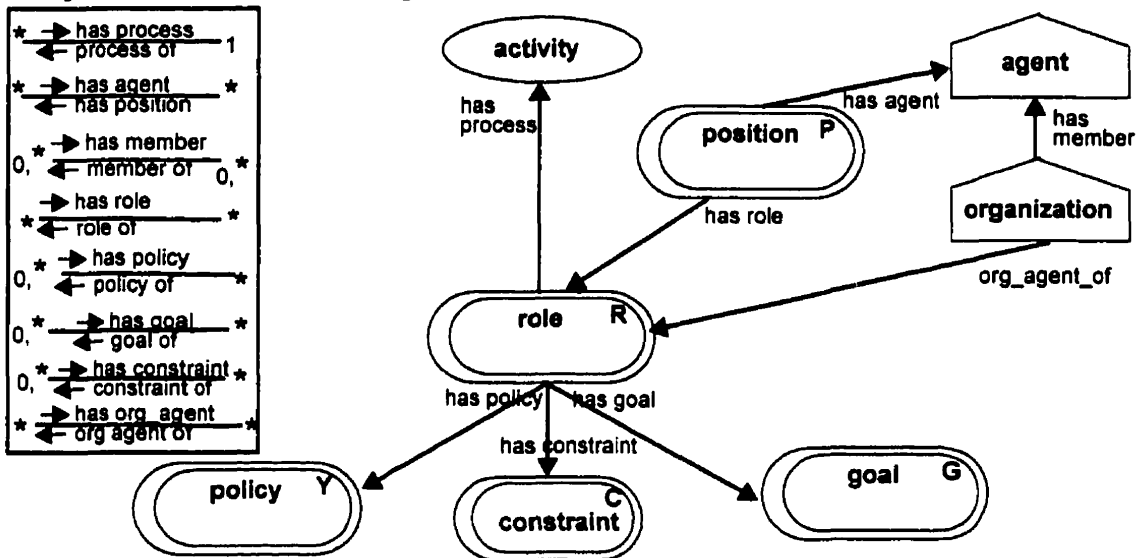 * has process
process of 1
* has agent *
has position
0,* has member
member of 0,*
has role
* role of *
0,* has policy
policy of *
0,* has goal *
goal of
0,* has constraint *
constraint of
has org_agent
* org agent of *
activity
has
process
position P
has agent
agent
has
member
organization
has role
org_agent_of
role R
has policy
has goal
has constraint
policy Y
C
constraint
goal G